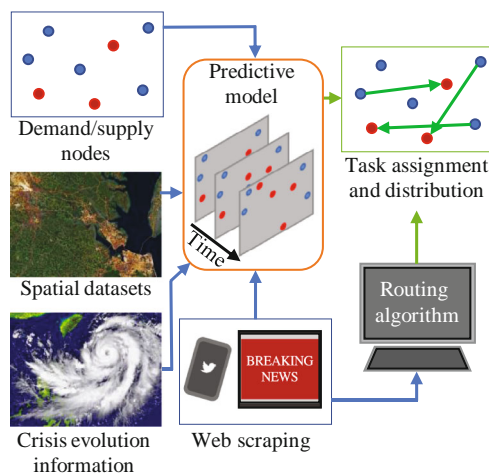 Demand/supply
nodes
Spatial datasets
Crisis evolution
information
Predictive
model
Time
BREAKING
NEWS
Web scraping
Task assignment
and distribution
Routing
algorithm